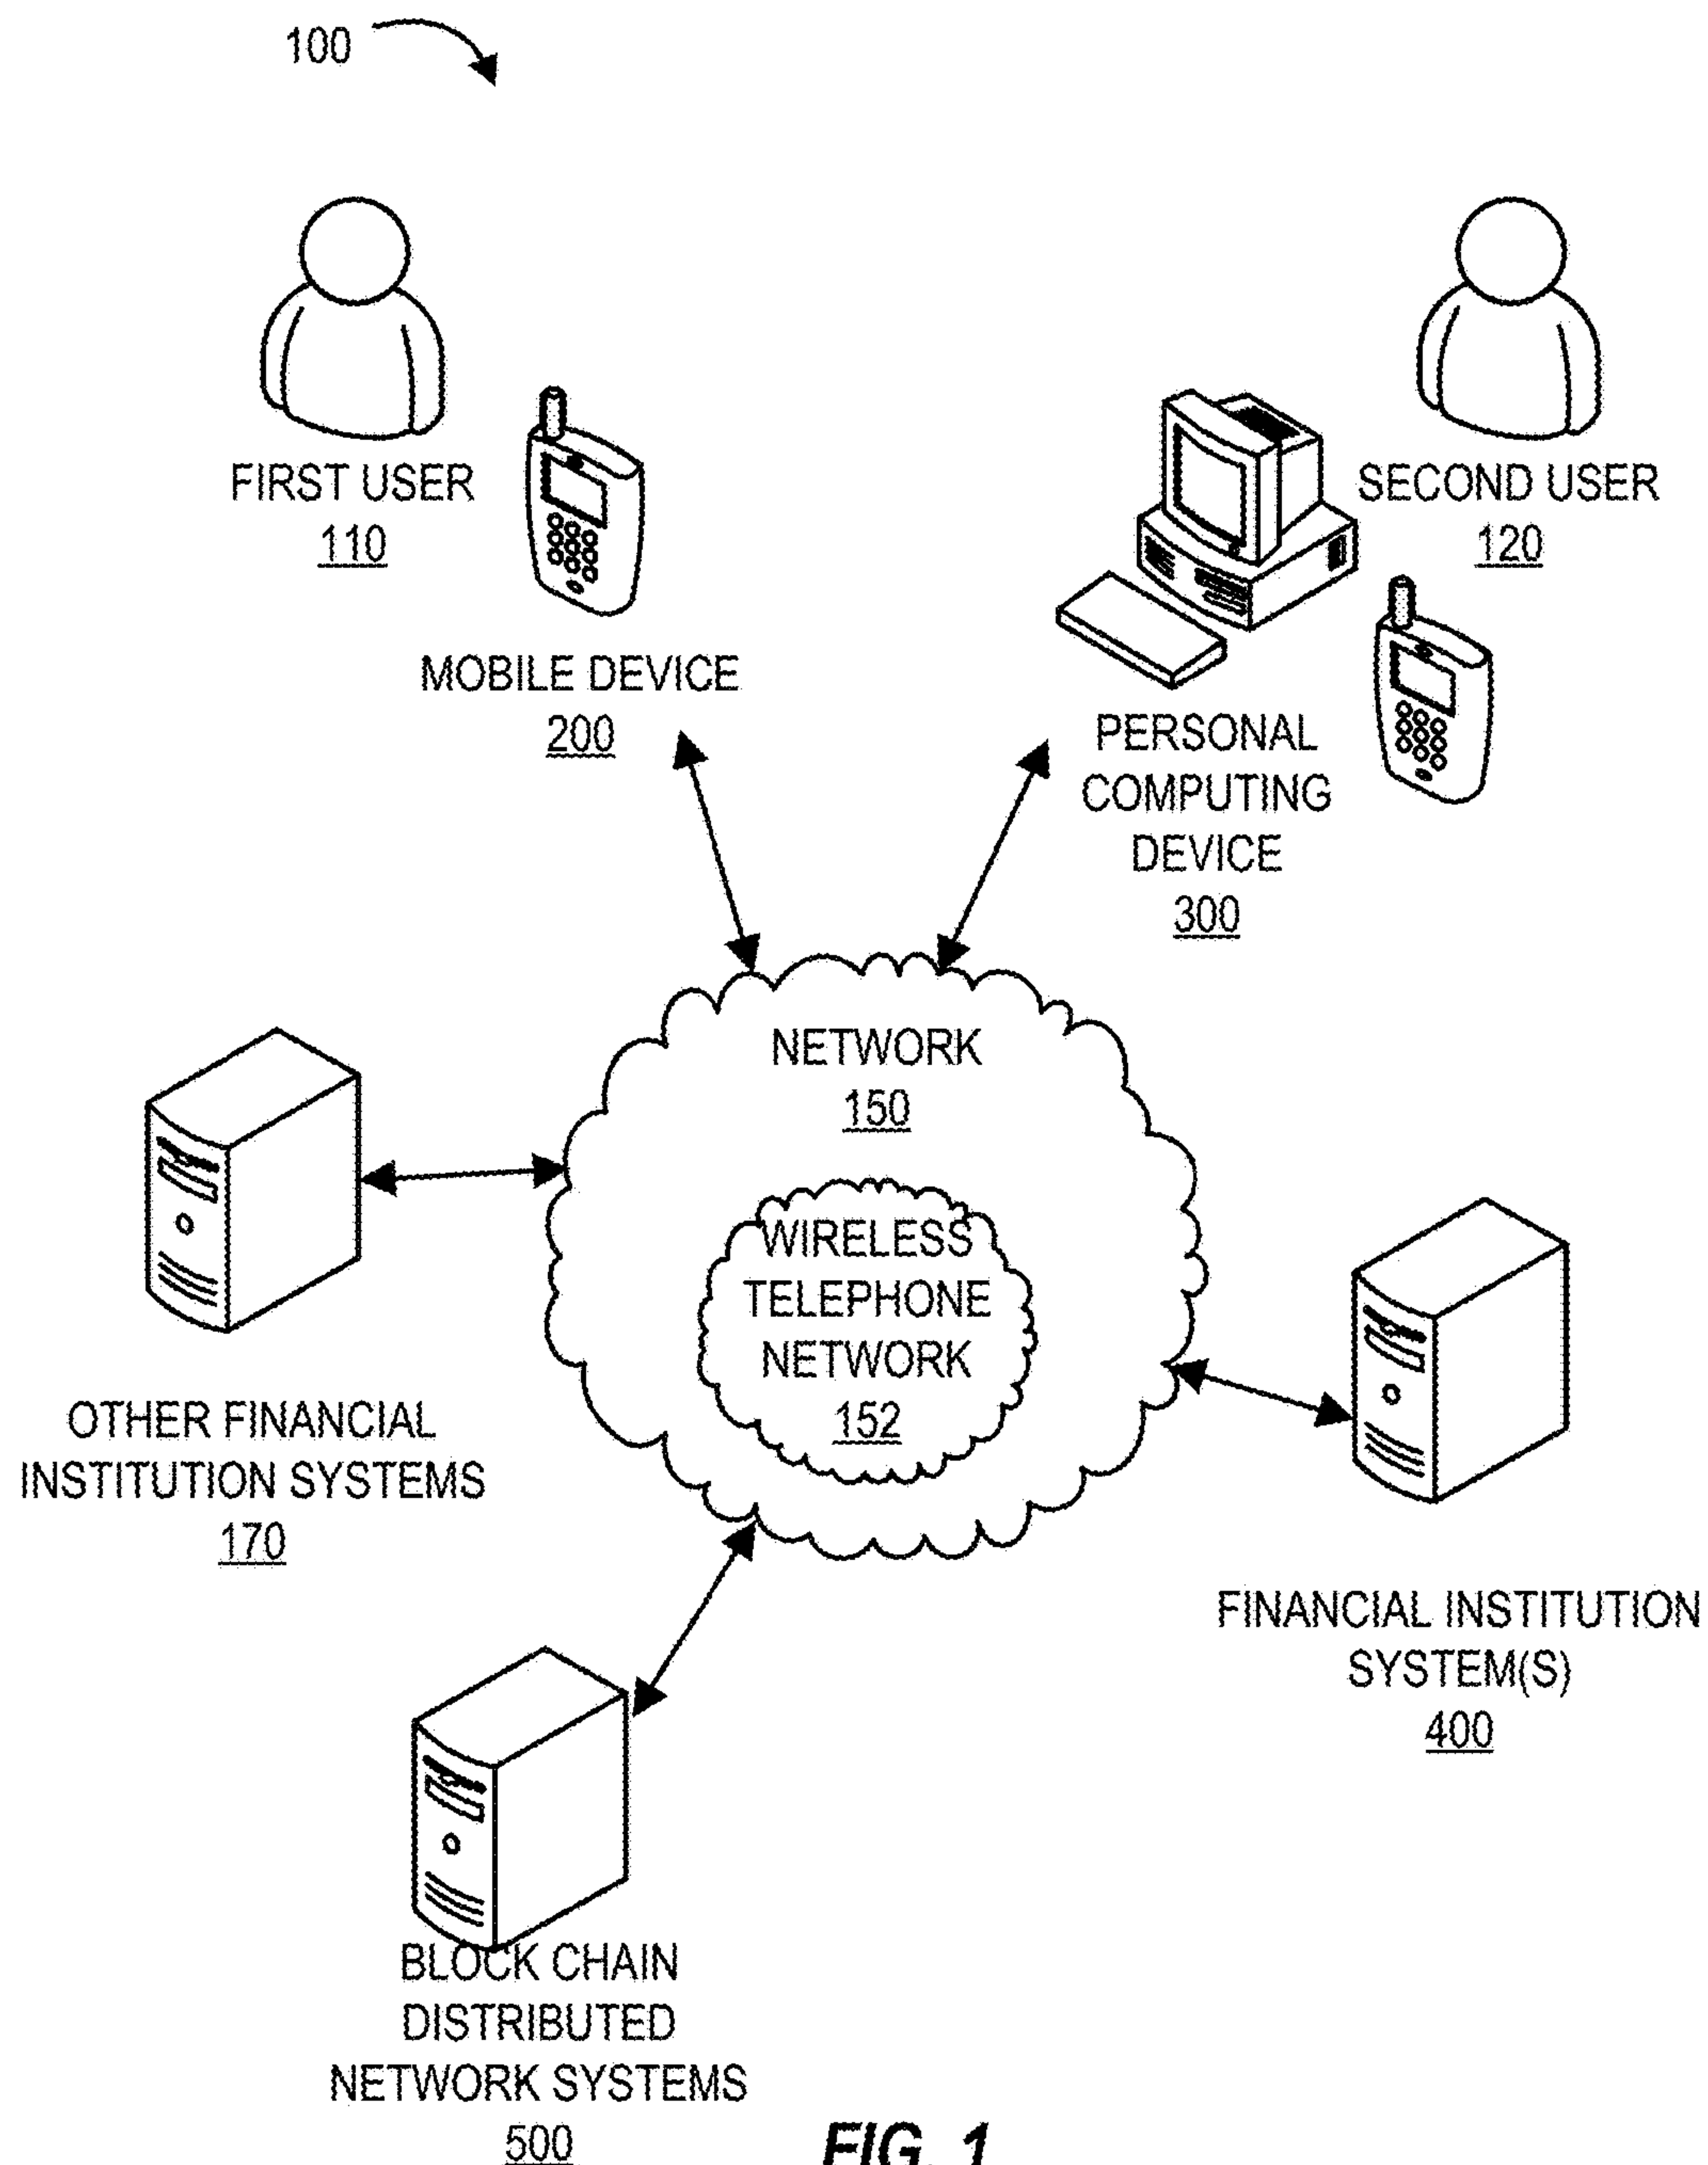 100
FIRST USER
110
MOBILE DEVICE
200
SECOND USER
120
PERSONAL
COMPUTING
DEVICE
300
NETWORK
150
WIRELESS
TELEPHONE
NETWORK
152
OTHER FINANCIAL
INSTITUTION SYSTEMS
170
FINANCIAL INSTITUTION
SYSTEM(S)
400
BLOCK CHAIN
DISTRIBUTED
NETWORK SYSTEMS
500
FIG. 1